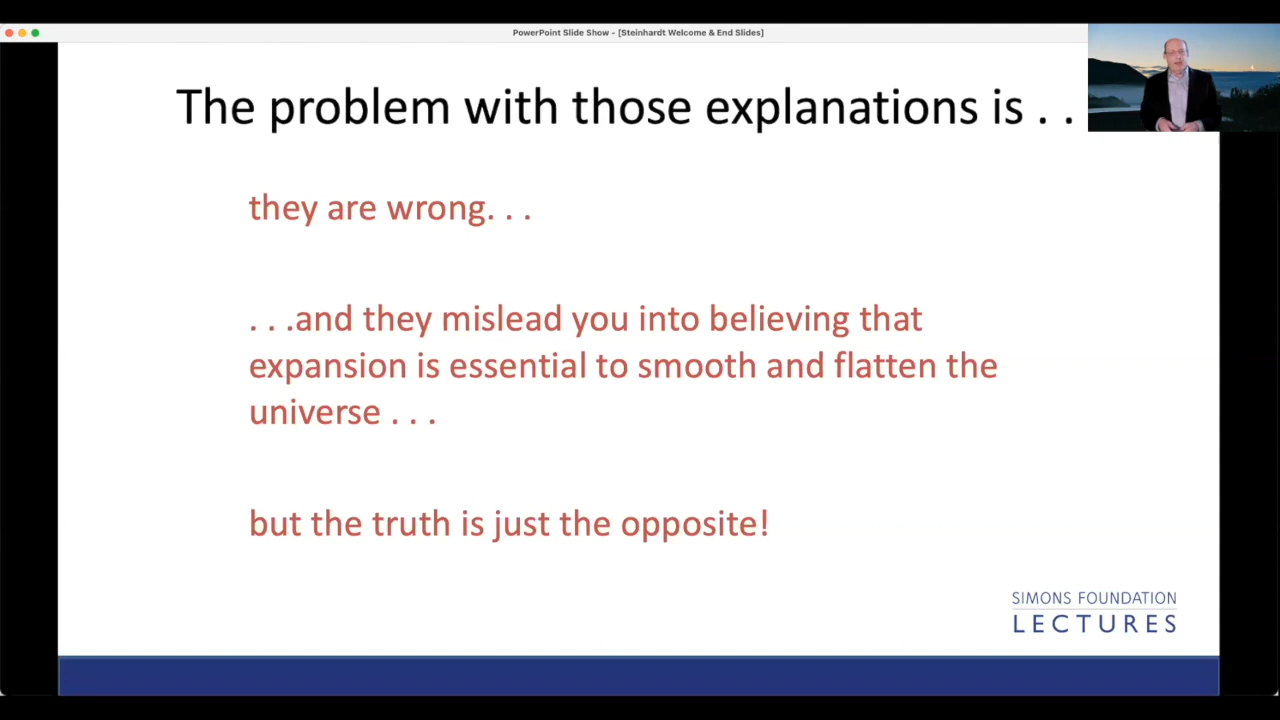 PowerPoint Slide Show - [Steinhardt Welcome & End Slides]
The problem with those explanations is . .
they are wrong. . .
. . .and they mislead you into believing that
expansion is essential to smooth and flatten the
universe . . .
but the truth is just the opposite!
SIMONS FOUNDATION
LECTURES